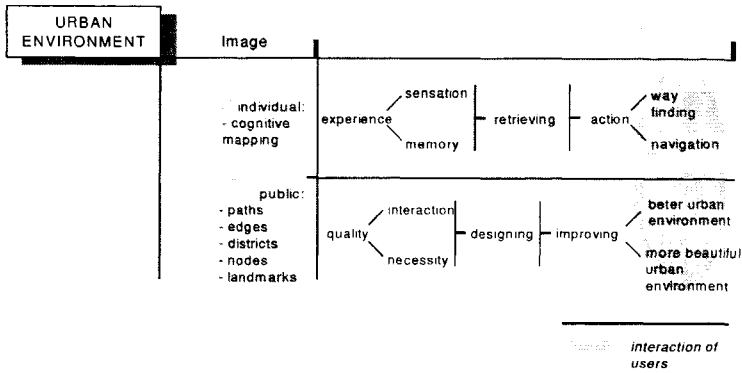 URBAN
ENVIRONMENT
Image
individual:
- cognitive
mapping
experience
sensation
memory
retrieving
action
way
finding
navigation
public:
- paths
- edges
- districts
- nodes
- landmarks
quality
interaction
necessity
designing
improving
beter urban
environment
more beautiful
urban
environment
interaction of
users